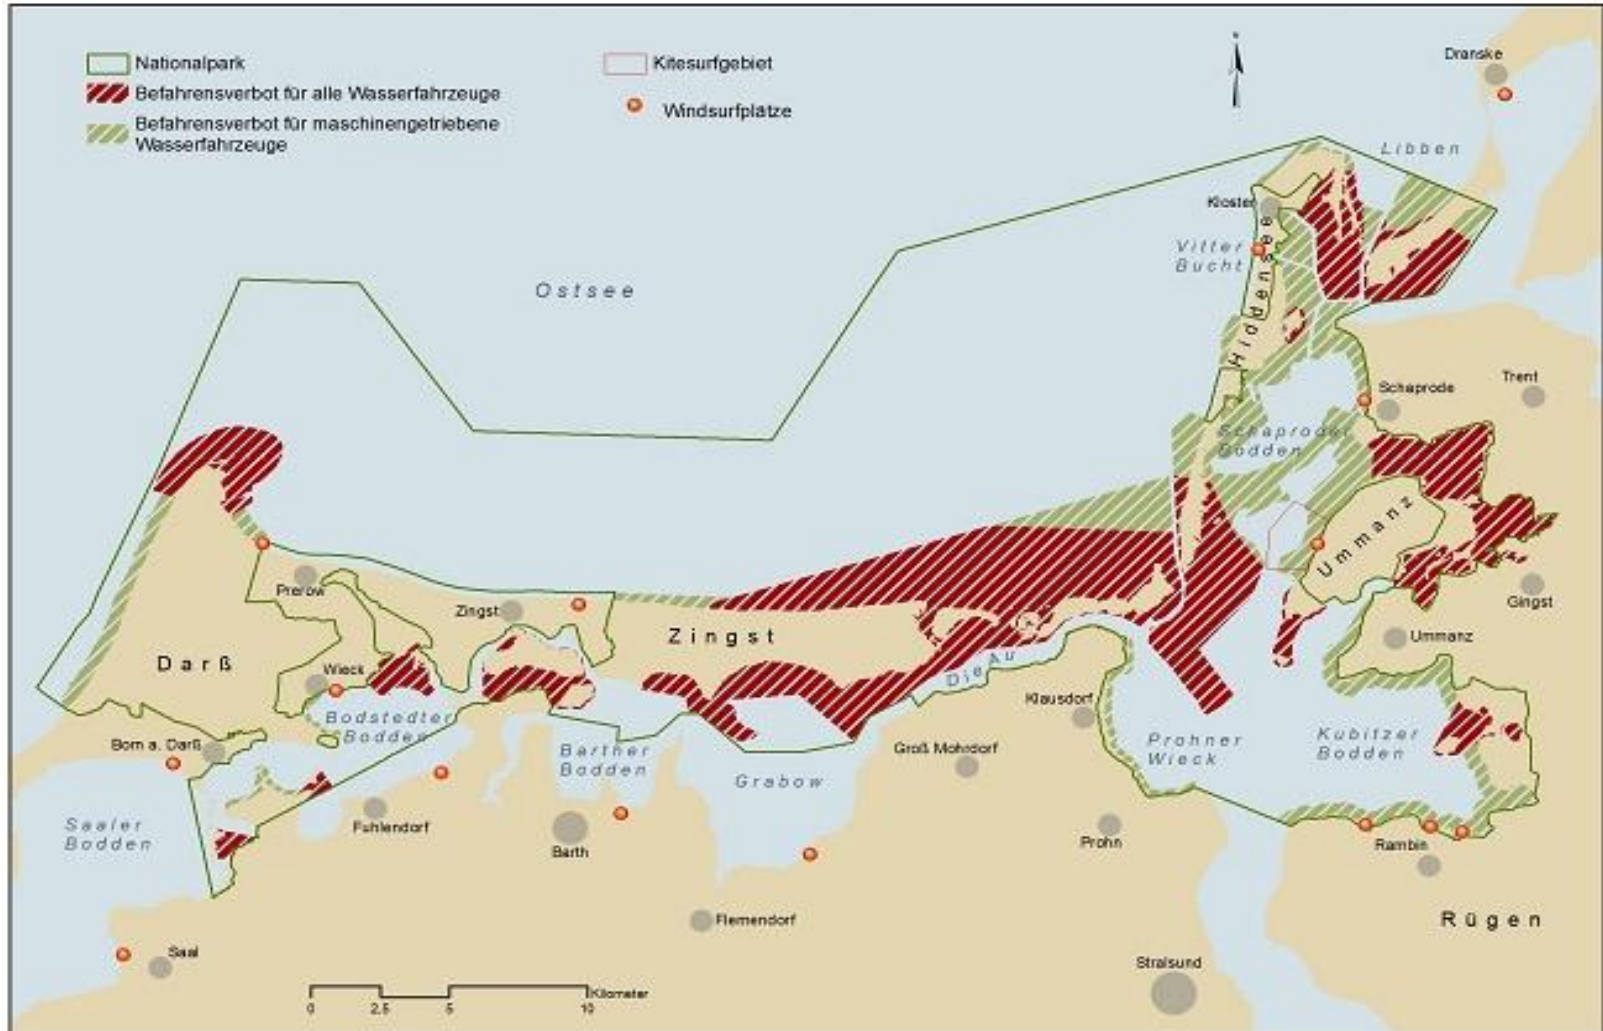 Nationalpark
Befahrensverbot für alle Wasserfahrzeuge
Befahrensverbot für maschinengetriebene
Wasserfahrzeuge
Kitesurfgebiet
Windsurfplätze
Dranske
Libben
Kloster
Vitter
Bucht
Hiddensee
Ostsee
Schaprode
Trent
Schaproder
Bodden
Ummanz
Prerow
Zingst
Zingst
Gingst
Ummanz
Darß
Wieck
Die Au
Klausdorf
Bodstedter
Bodden
Born a. Darß
Barther
Bodden
Groß Mohrdorf
Prohner
Wieck
Kubitzer
Bodden
Grabow
Saaler
Bodden
Fuhlendorf
Barth
Prohn
Rambin
Flemendorf
Rügen
Saal
Stralsund
Kilometer
0 2,5 5 10